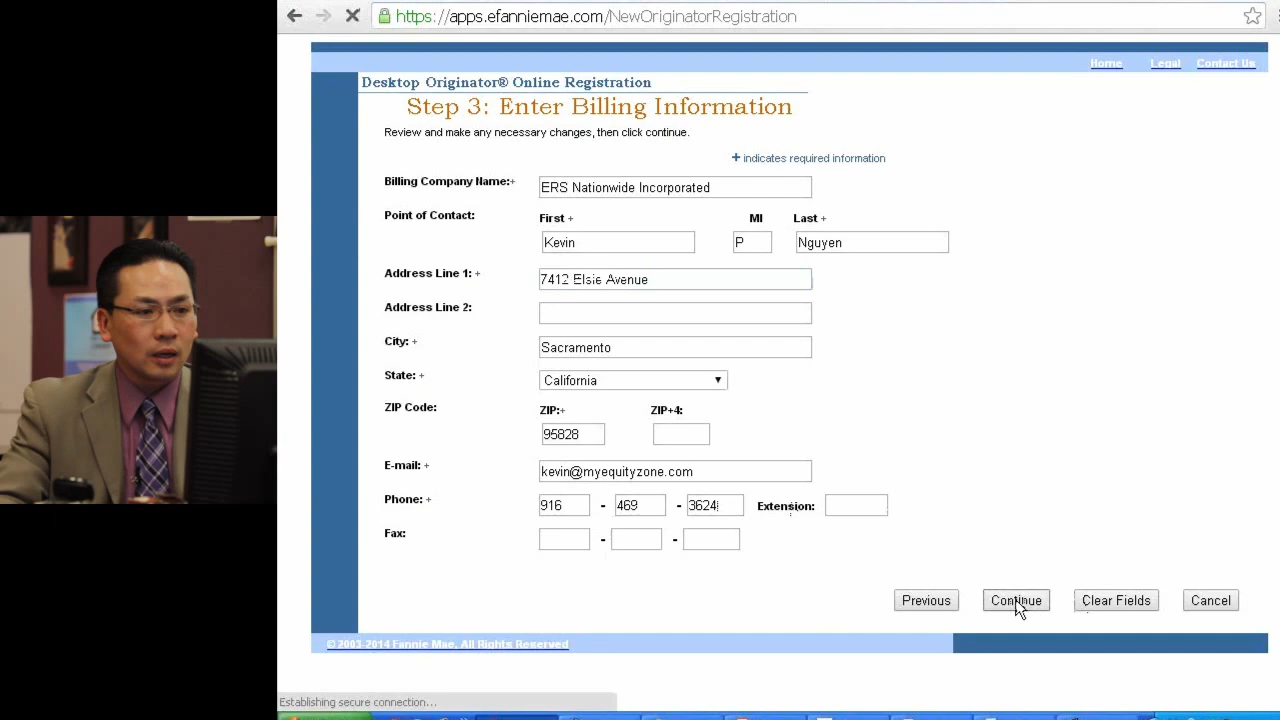 https://apps.efanniemae.com/NewOriginatorRegistration
Home Legal Contact Us
Desktop Originator® Online Registration
Step 3: Enter Billing Information
Review and make any necessary changes, then click continue.
+ indicates required information
Billing Company Name:+ ERS Nationwide Incorporated
Point of Contact: First + MI Last +
Kevin P Nguyen
Address Line 1: + 7412 Elsie Avenue
Address Line 2:
City: + Sacramento
State: + California
ZIP Code: ZIP:+ ZIP+4:
95828
E-mail: + kevin@myequityzone.com
Phone: + 916 - 469 - 3624 Extension:
Fax: - -
Previous Continue Clear Fields Cancel
© 2003-2014 Fannie Mae. All Rights Reserved
Establishing secure connection...